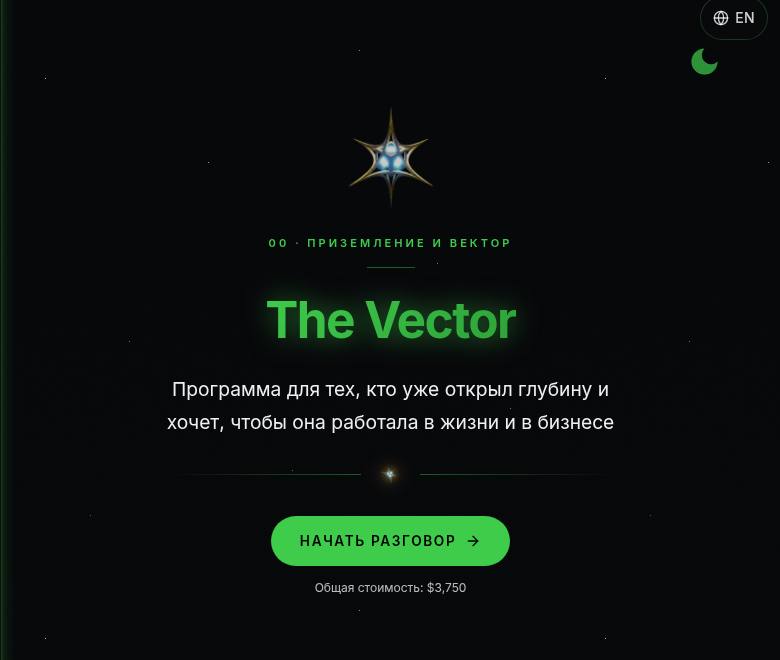 EN
00 · ПРИЗЕМЛЕНИЕ И ВЕКТОР
The Vector
Программа для тех, кто уже открыл глубину и
хочет, чтобы она работала в жизни и в бизнесе
НАЧАТЬ РАЗГОВОР →
Общая стоимость: $3,750